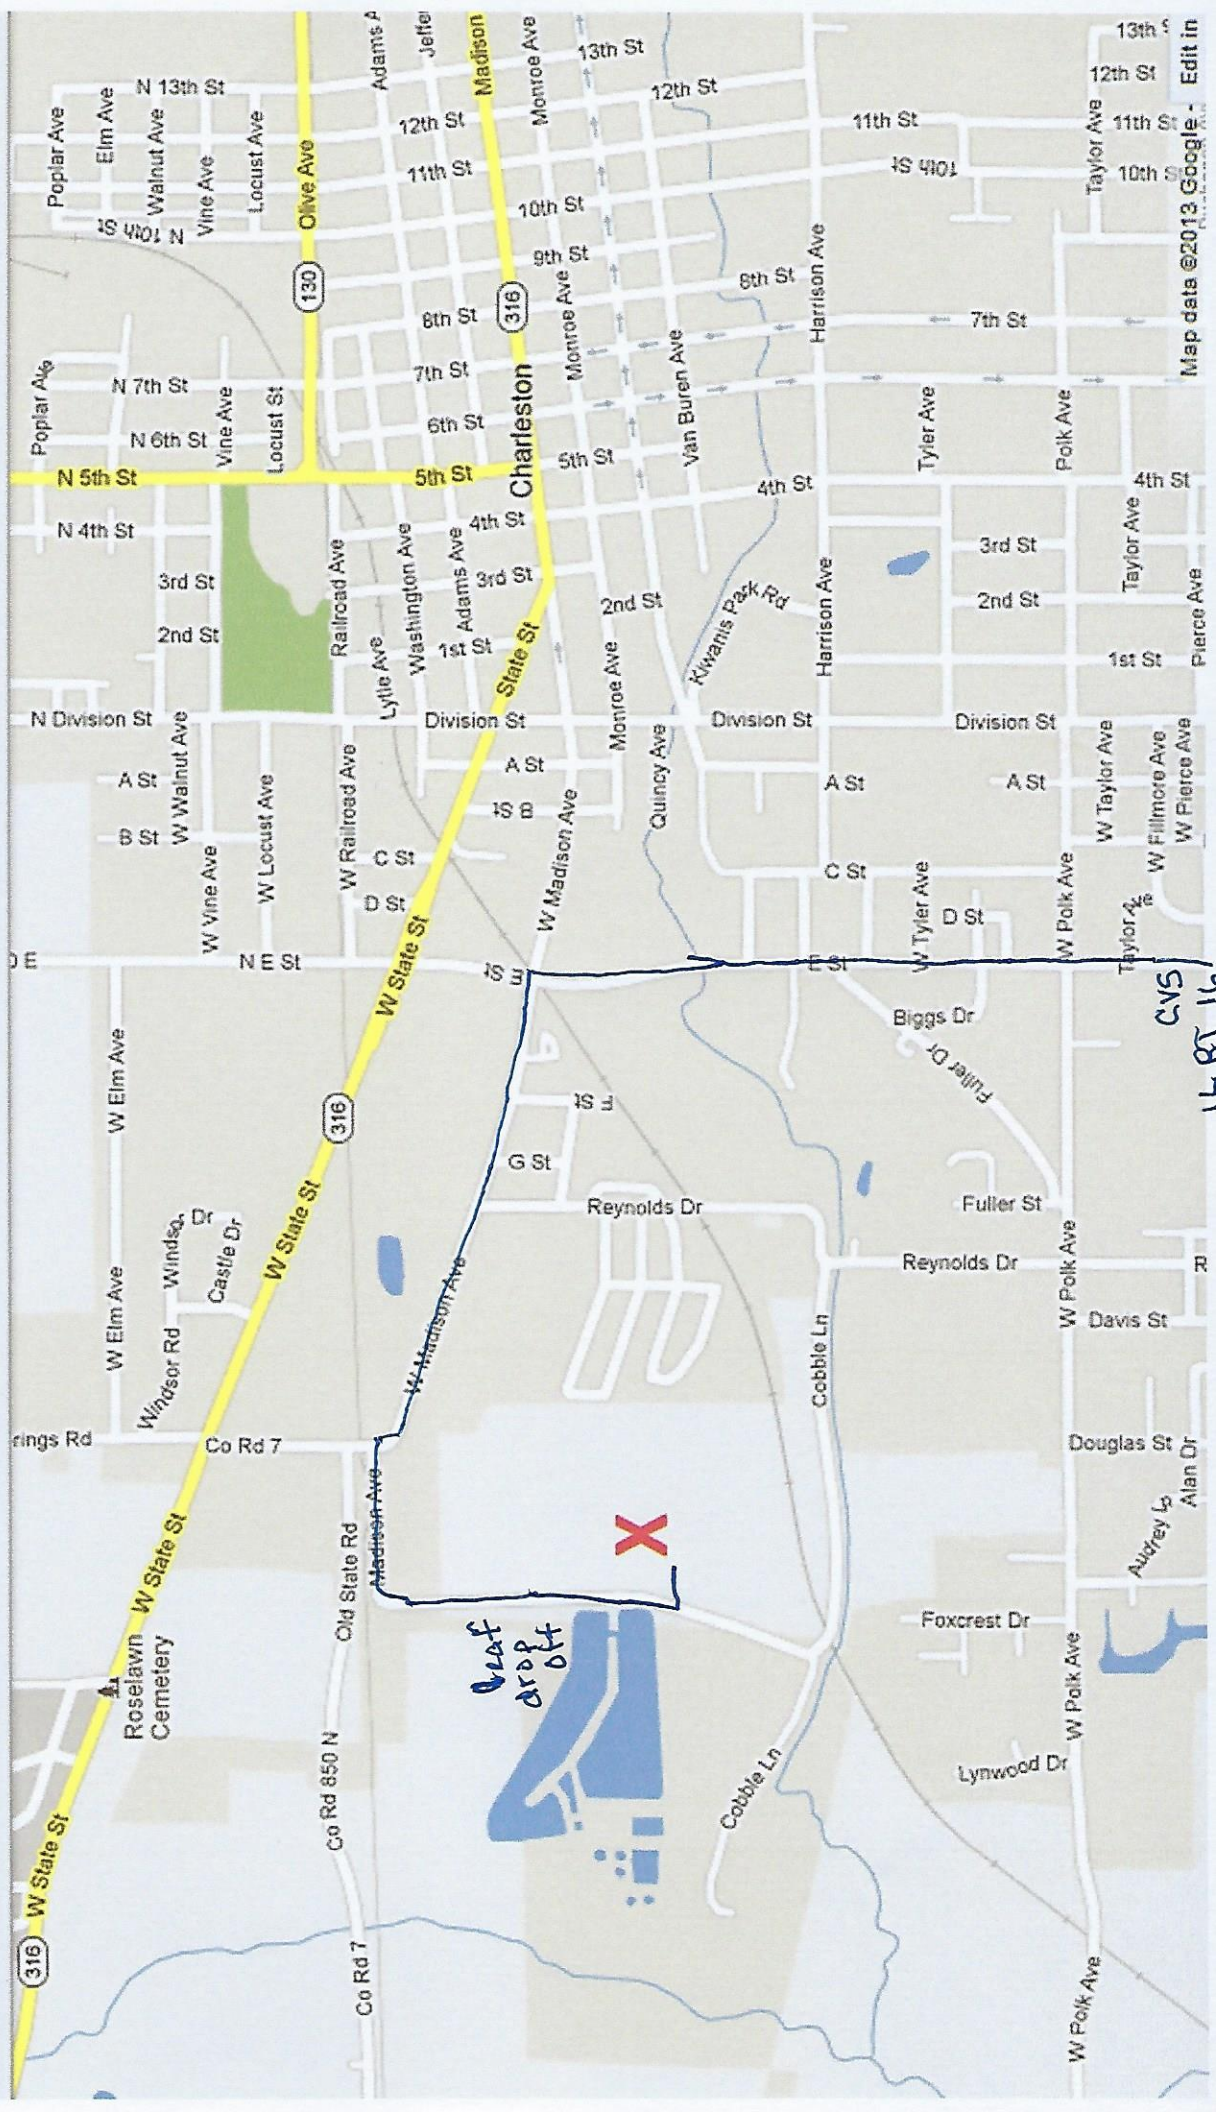 Poplar Ave
Elm Ave
N 13th St
Walnut Ave
Vine Ave
Locust Ave
N 10th St
Olive Ave
130
Adams A
Jeffe
Madison
Monroe Ave
13th St
12th St
12th St
11th St
11th St
10th St
10th St
9th St
8th St
8th St
7th St
7th St
6th St
5th St
5th St
316
Charleston
Monroe Ave
Van Buren Ave
Harrison Ave
Taylor Ave
13th S
12th St
11th St
10th S
Map data ©2013 Google - Edit in
Poplar Ave
N 7th St
N 6th St
Vine Ave
Locust St
N 5th St
N 4th St
3rd St
2nd St
Railroad Ave
Lytle Ave
Washington Ave
Adams Ave
4th St
3rd St
1st St
State St
2nd St
Monroe Ave
Quincy Ave
Kiwanis Park Rd
4th St
Harrison Ave
Tyler Ave
Polk Ave
4th St
3rd St
2nd St
1st St
Taylor Ave
Pierce Ave
N Division St
Division St
Division St
Division St
A St
B St
W Walnut Ave
W Vine Ave
W Locust Ave
W Railroad Ave
C St
D St
A St
B St
W Madison Ave
A St
C St
A St
W Tyler Ave
D St
W Polk Ave
W Taylor Ave
W Fillmore Ave
W Pierce Ave
Taylor Ave
N E St
E St
E St
W State St
W Elm Ave
316
F St
G St
Reynolds Dr
Biggs Dr
Fuller Dr
Fuller St
CVS
Windsor Dr
Castle Dr
W State St
W Elm Ave
Windsor Rd
W Madison Ave
Cobble Ln
Reynolds Dr
W Polk Ave
Davis St
rings Rd
Co Rd 7
Douglas St
Alan Dr
W State St
Old State Rd
Madison Ave
X
Audrey Ln
Foxcrest Dr
Roselawn
Cemetery
Leaf
drop
off
Co Rd 850 N
Cobble Ln
Lynwood Dr
W Polk Ave
W State St
316
Co Rd 7
W Polk Ave